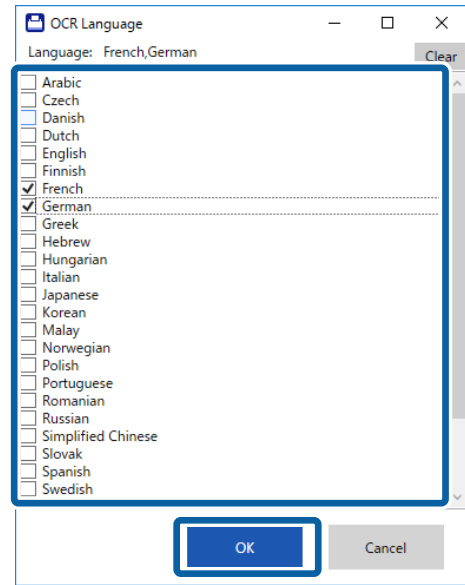 OCR Language
Language: French,German
Clear
Arabic
Czech
Danish
Dutch
English
Finnish
French
German
Greek
Hebrew
Hungarian
Italian
Japanese
Korean
Malay
Norwegian
Polish
Portuguese
Romanian
Russian
Simplified Chinese
Slovak
Spanish
Swedish
OK
Cancel